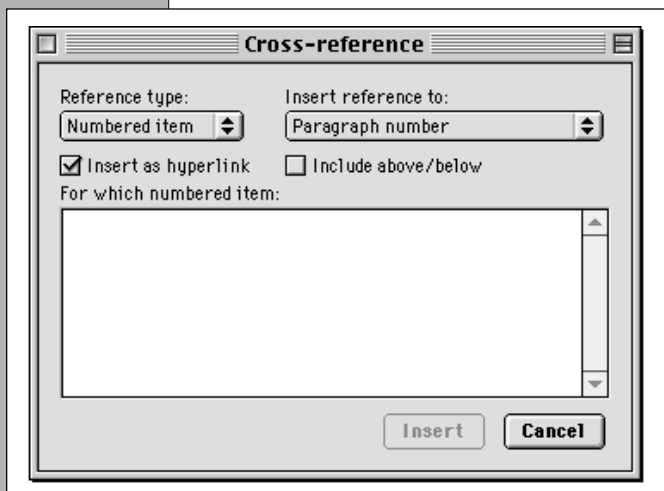 Cross-reference
Reference type: Insert reference to:
Numbered item Paragraph number
Insert as hyperlink Include above/below
For which numbered item:
Insert Cancel